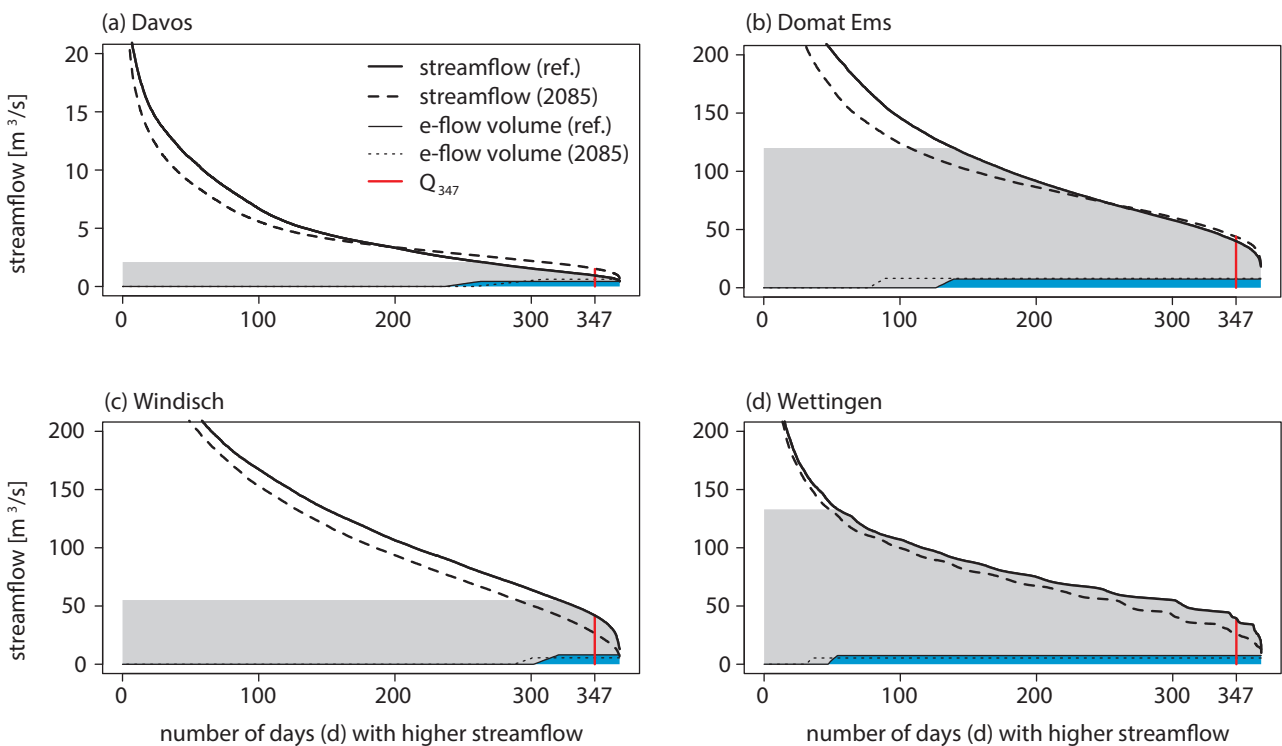 (a) Davos
(b) Domat Ems
streamflow [m³/s]
20
15
10
5
0
streamflow (ref.)
streamflow (2085)
e-flow volume (ref.)
e-flow volume (2085)
Q347
0 100 200 300 347
200
150
100
50
0
0 100 200 300 347
(c) Windisch
(d) Wettingen
streamflow [m³/s]
200
150
100
50
0
0 100 200 300 347
200
150
100
50
0
0 100 200 300 347
number of days (d) with higher streamflow
number of days (d) with higher streamflow